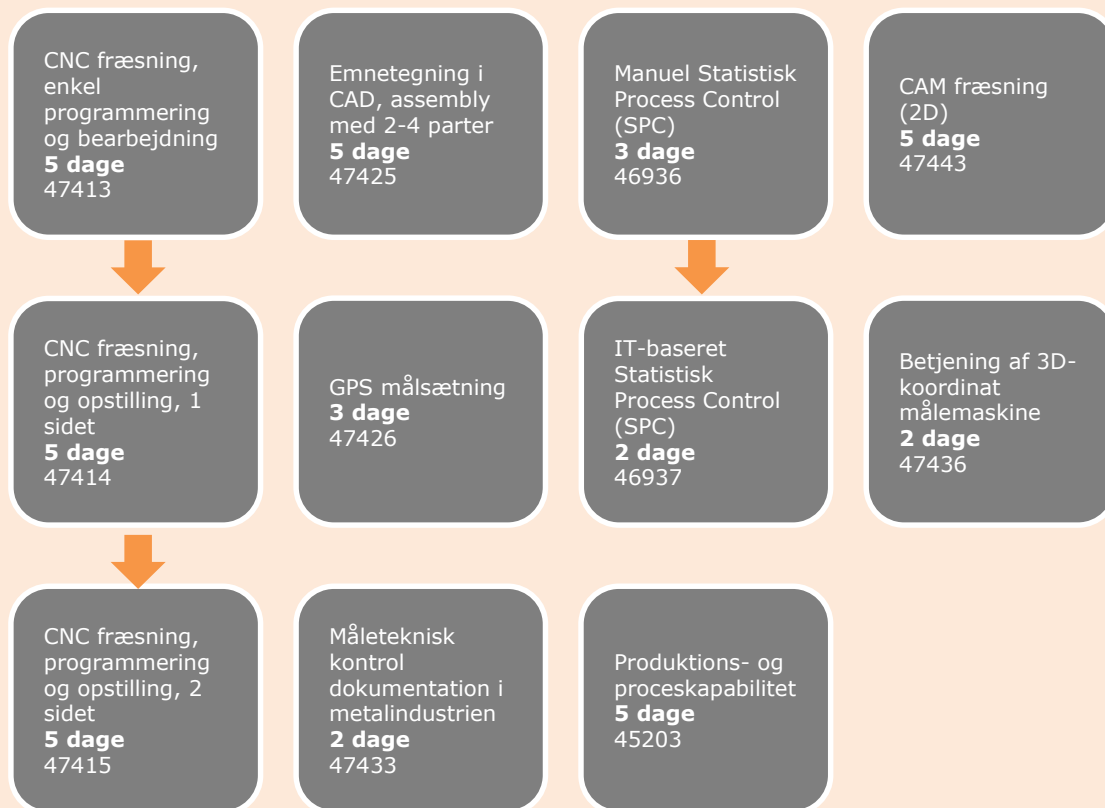 CNC fræsning,
enkel
programmering
og bearbejdning
5 dage
47413
Emnetegning i
CAD, assembly
med 2-4 parter
5 dage
47425
Manuel Statistisk
Process Control
(SPC)
3 dage
46936
CAM fræsning
(2D)
5 dage
47443
CNC fræsning,
programmering
og opstilling, 1
sidet
5 dage
47414
GPS målsætning
3 dage
47426
IT-baseret
Statistisk
Process Control
(SPC)
2 dage
46937
Betjening af 3D-
koordinat
målemaskine
2 dage
47436
CNC fræsning,
programmering
og opstilling, 2
sidet
5 dage
47415
Måleteknisk
kontrol
dokumentation i
metalindustrien
2 dage
47433
Produktions- og
proceskapabilitet
5 dage
45203